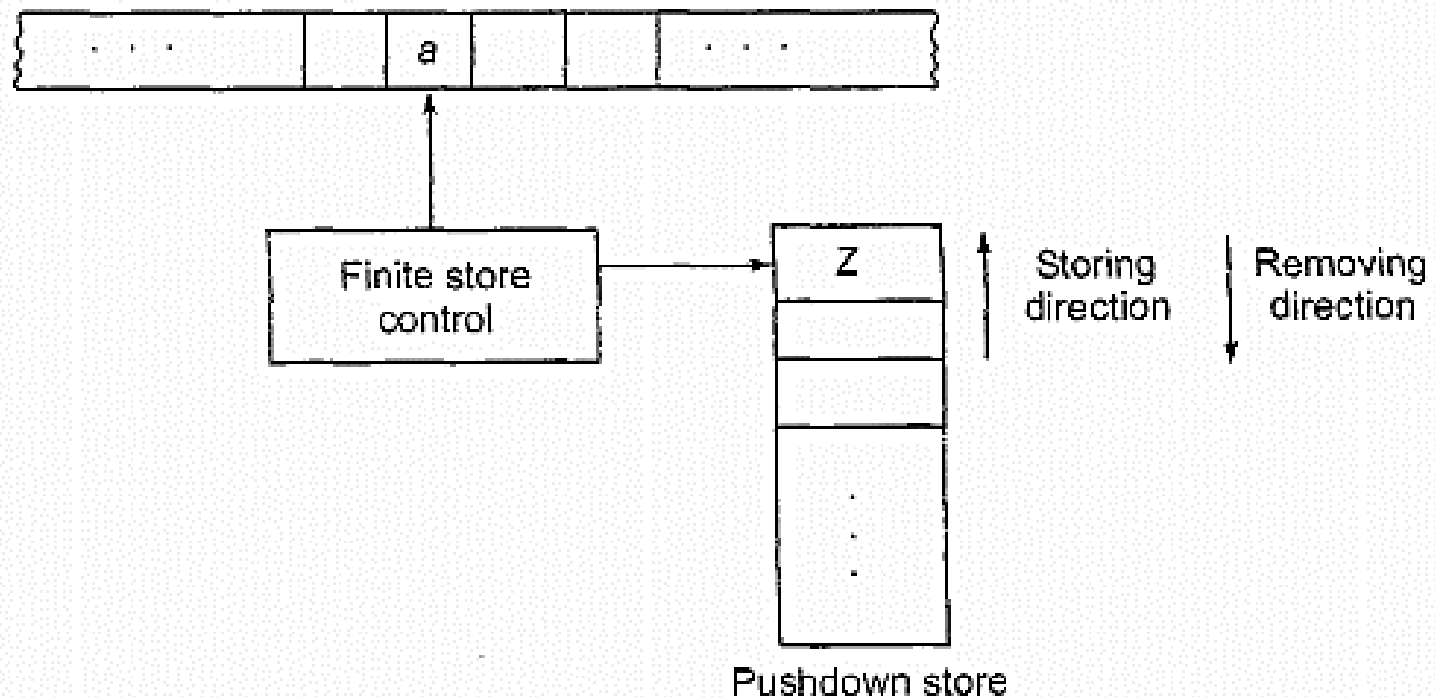 . . .
a
. . .
Finite store
control
Z
Storing
direction
Removing
direction
.
.
.
Pushdown store